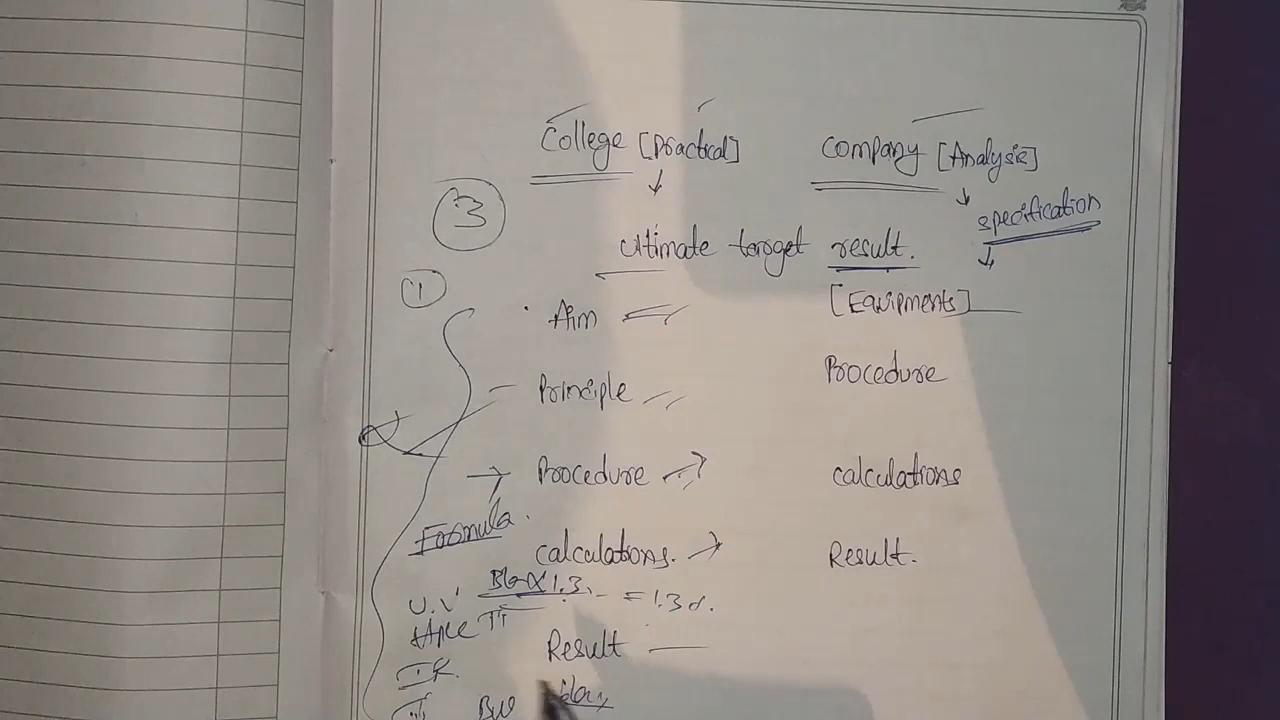 College [Practical] Company [Analysis]
3 specification
Ultimate target result.
1 [Equipments]
Aim
Procedure
Principle
Procedure calculations
Formula.
calculations. Result.
U.V = 1.3
Result